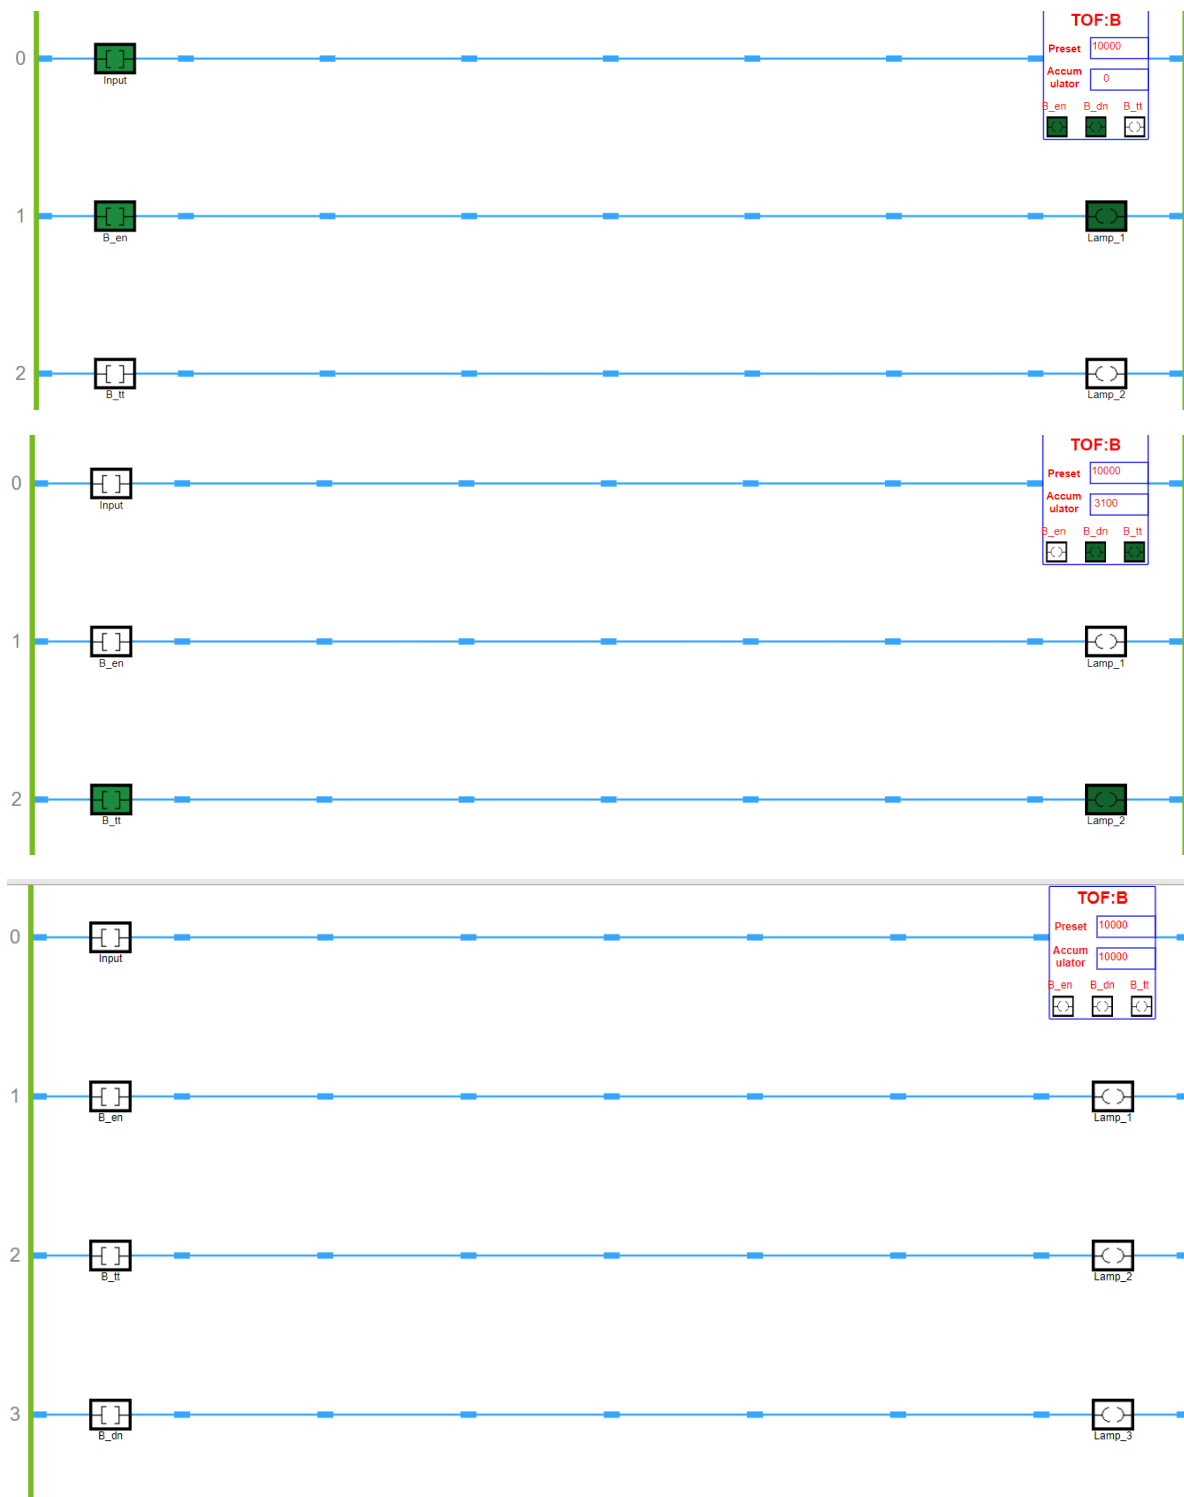 TOF:B
0
Preset 10000
Input
Accum
ulator 0
B_en B_dn B_tt
1
B_en Lamp_1
2
B_tt Lamp_2
TOF:B
0
Preset 10000
Input
Accum
ulator 3100
B_en B_dn B_tt
1
B_en Lamp_1
2
B_tt Lamp_2
TOF:B
0
Preset 10000
Input
Accum
ulator 10000
B_en B_dn B_tt
1
B_en Lamp_1
2
B_tt Lamp_2
3
B_dn Lamp_3